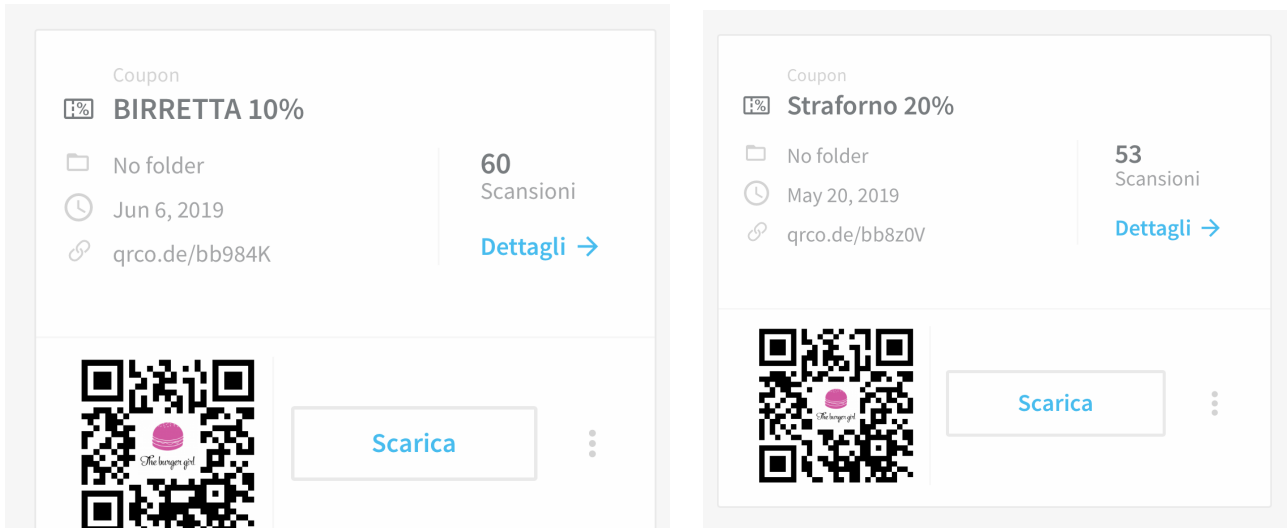 Coupon
BIRRETTA 10%
No folder
Jun 6, 2019
qrco.de/bb984K
60
Scansioni
Dettagli
The burger girl
Scarica
Coupon
Straforno 20%
No folder
May 20, 2019
qrco.de/bb8z0V
53
Scansioni
Dettagli
The burger girl
Scarica